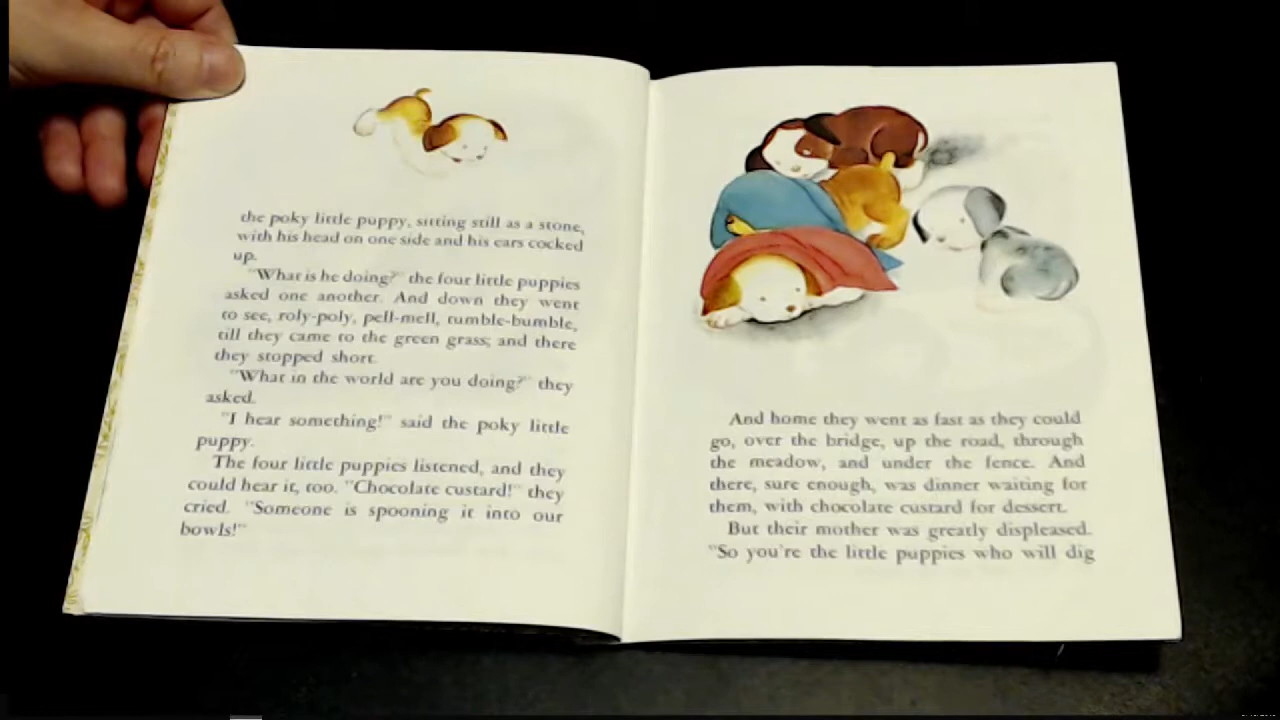 the poky little puppy, sitting still as a stone,
with his head on one side and his ears cocked
up.
"What is he doing?" the four little puppies
asked one another. And down they went
to see, roly-poly, pell-mell, tumble-bumble,
till they came to the green grass; and there
they stopped short.
"What in the world are you doing?" they
asked.
"I hear something!" said the poky little
puppy.
The four little puppies listened, and they
could hear it, too. "Chocolate custard!" they
cried. "Someone is spooning it into our
bowls!"
And home they went as fast as they could
go, over the bridge, up the road, through
the meadow, and under the fence. And
there, sure enough, was dinner waiting for
them, with chocolate custard for dessert.
But their mother was greatly displeased.
"So you're the little puppies who will dig